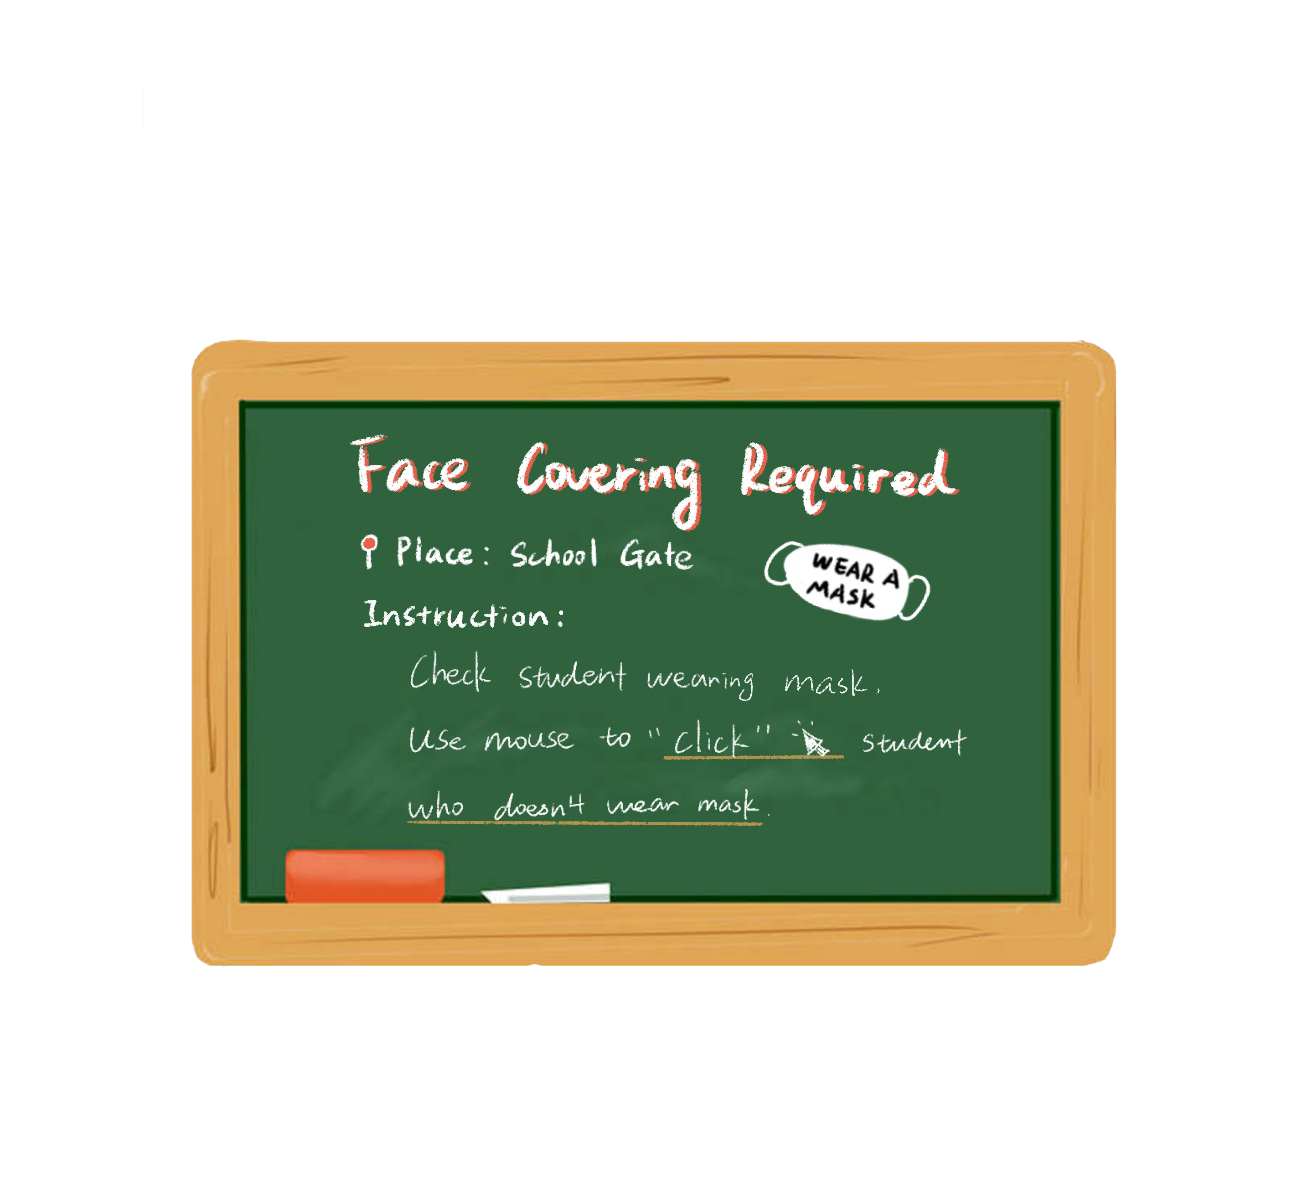 Face Covering Required
Place: School Gate
WEAR A
MASK
Instruction:
Check student wearing mask.
Use mouse to "click" student
who doesn't wear mask.